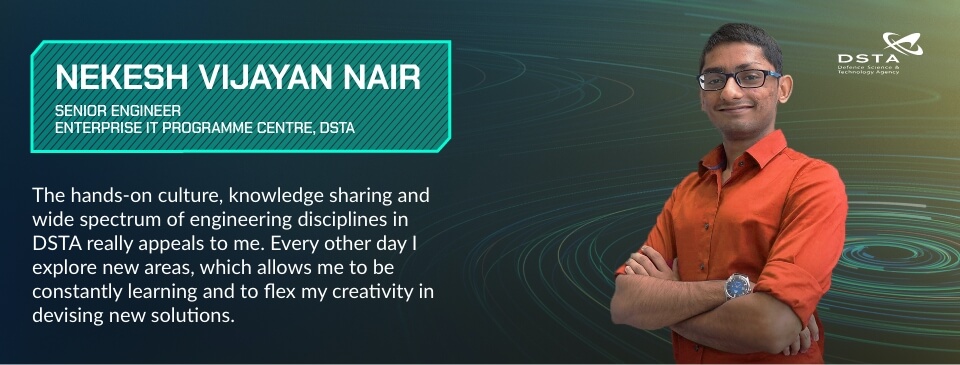 NEKESH VIJAYAN NAIR
SENIOR ENGINEER
ENTERPRISE IT PROGRAMME CENTRE, DSTA
The hands-on culture, knowledge sharing and
wide spectrum of engineering disciplines in
DSTA really appeals to me. Every other day I
explore new areas, which allows me to be
constantly learning and to flex my creativity in
devising new solutions.
DSTA
Defence Science &
Technology Agency